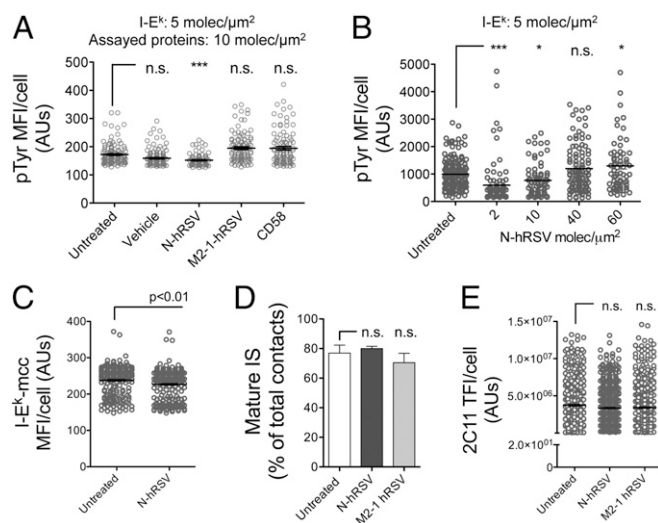 A
I-Eᵏ: 5 molec/µm²
Assayed proteins: 10 molec/µm²
pTyr MFI/cell
(AUs)
500
400
300
200
100
0
n.s.
***
n.s.
n.s.
Untreated
Vehicle
N-hRSV
M2-1-hRSV
CD58
B
I-Eᵏ: 5 molec/µm²
pTyr MFI/cell
(AUs)
5000
4000
3000
2000
1000
0
***
*
n.s.
*
Untreated
2
10
40
60
N-hRSV molec/µm²
C
p<0.01
I-Eᵏ-mcc
MFI/cell (AUs)
400
300
200
100
0
Untreated
N-hRSV
D
Mature IS
(% of total contacts)
100
80
60
40
20
0
n.s.
n.s.
Untreated
N-hRSV
M2-1 hRSV
E
2C11 TFI/cell
(AUs)
1.5×10⁰⁷
1.0×10⁰⁷
5.0×10⁰⁶
2.0×10⁰¹
0
n.s.
n.s.
Untreated
N-hRSV
M2-1 hRSV